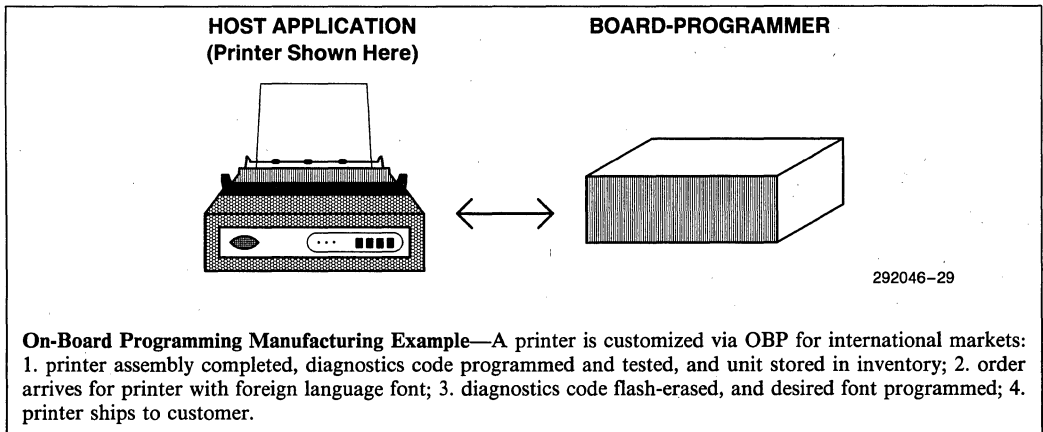 HOST APPLICATION
(Printer Shown Here)
BOARD-PROGRAMMER
292046–29
On-Board Programming Manufacturing Example—A printer is customized via OBP for international markets:
1. printer assembly completed, diagnostics code programmed and tested, and unit stored in inventory; 2. order
arrives for printer with foreign language font; 3. diagnostics code flash-erased, and desired font programmed; 4.
printer ships to customer.